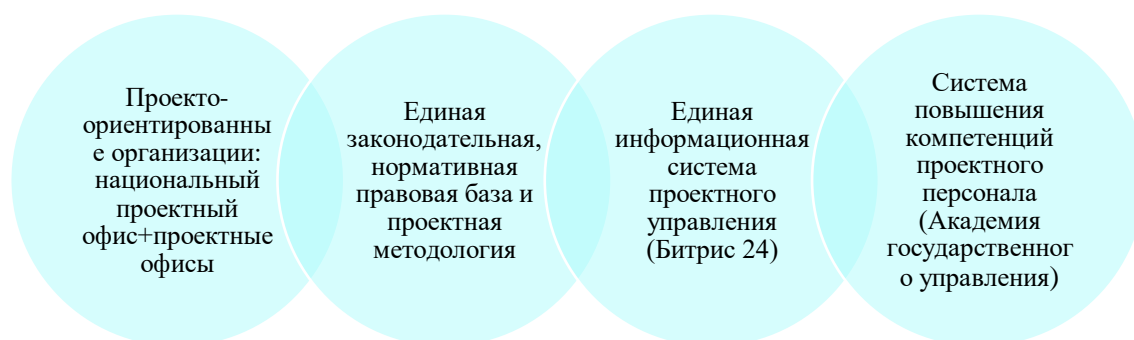 Проекто-
ориентированны
е организации:
национальный
проектный
офис+проектные
офисы
Единая
законодательная,
нормативная
правовая база и
проектная
методология
Единая
информационная
система
проектного
управления
(Битрис 24)
Система
повышения
компетенций
проектного
персонала
(Академия
государственног
о управления)